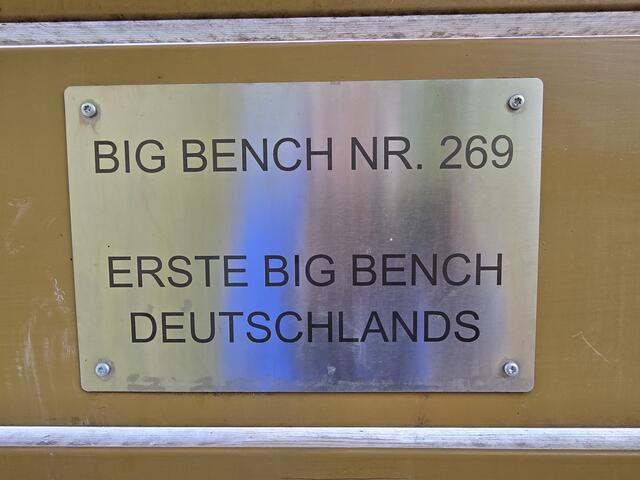 BIG BENCH NR. 269
ERSTE BIG BENCH
DEUTSCHLANDS